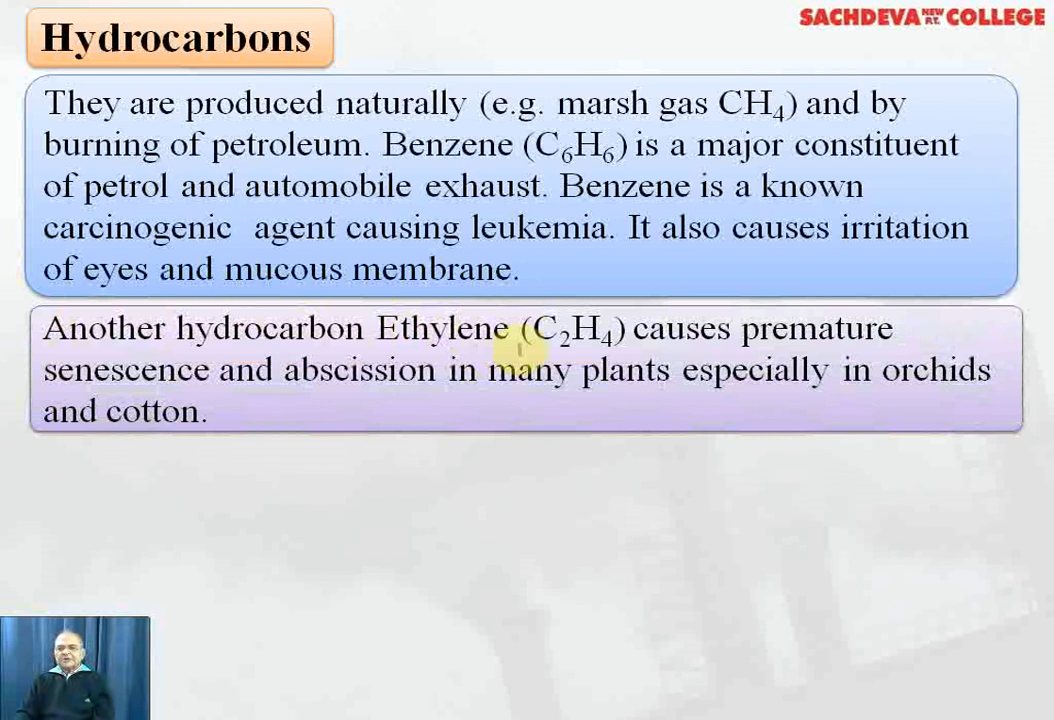 Hydrocarbons
SACHDEVA NEW P.T. COLLEGE
They are produced naturally (e.g. marsh gas CH₄) and by
burning of petroleum. Benzene (C₆H₆) is a major constituent
of petrol and automobile exhaust. Benzene is a known
carcinogenic agent causing leukemia. It also causes irritation
of eyes and mucous membrane.
Another hydrocarbon Ethylene (C₂H₄) causes premature
senescence and abscission in many plants especially in orchids
and cotton.